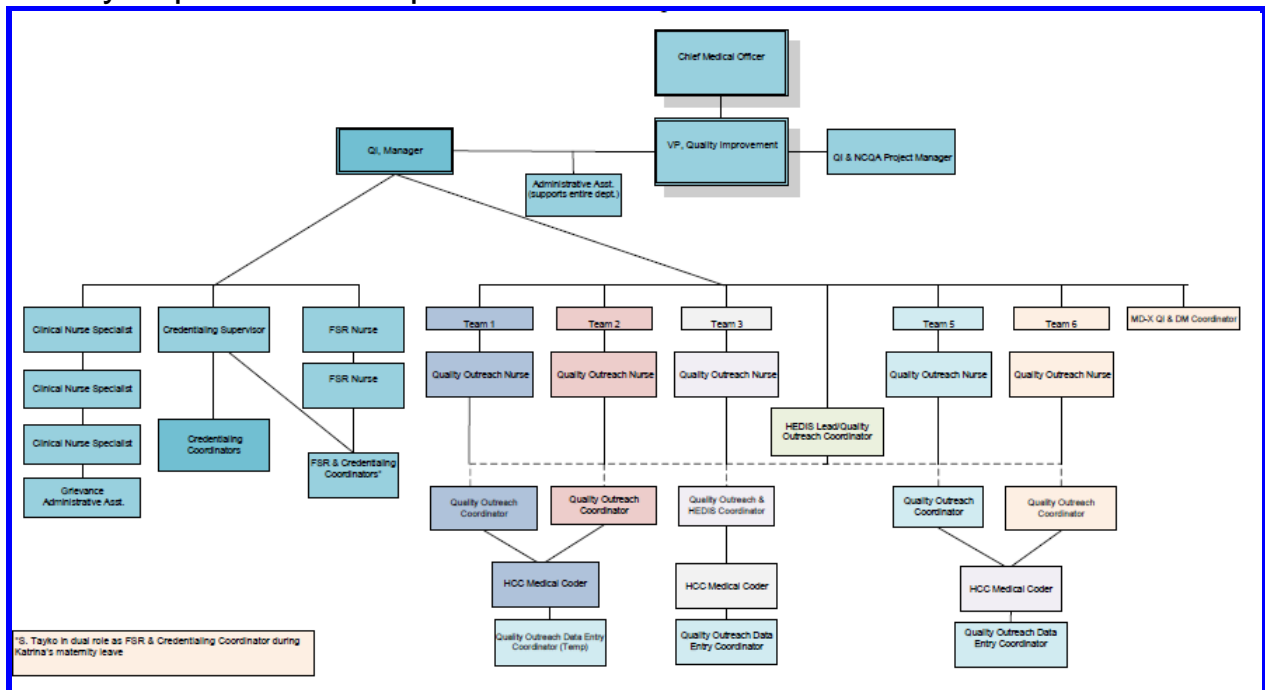 Chief Medical Officer
QI, Manager
VP, Quality Improvement
QI & NCQA Project Manager
Administrative Asst.
(supports entire dept.)
Clinical Nurse Specialist
Credentialing Supervisor
FSR Nurse
Team 1
Team 2
Team 3
Team 5
Team 6
MD-X QI & DM Coordinator
Clinical Nurse Specialist
FSR Nurse
Quality Outreach Nurse
Quality Outreach Nurse
Quality Outreach Nurse
Quality Outreach Nurse
Quality Outreach Nurse
Clinical Nurse Specialist
Credentialing
Coordinators
HEDIS Lead/Quality
Outreach Coordinator
FSR & Credentialing
Coordinators*
Grievance
Administrative Asst.
Quality Outreach
Coordinator
Quality Outreach
Coordinator
Quality Outreach &
HEDIS Coordinator
Quality Outreach
Coordinator
Quality Outreach
Coordinator
HCC Medical Coder
HCC Medical Coder
HCC Medical Coder
Quality Outreach Data Entry
Coordinator (Temp)
Quality Outreach Data
Entry Coordinator
Quality Outreach Data
Entry Coordinator
*S. Tayko in dual role as FSR & Credentialing Coordinator during
Katrina's maternity leave